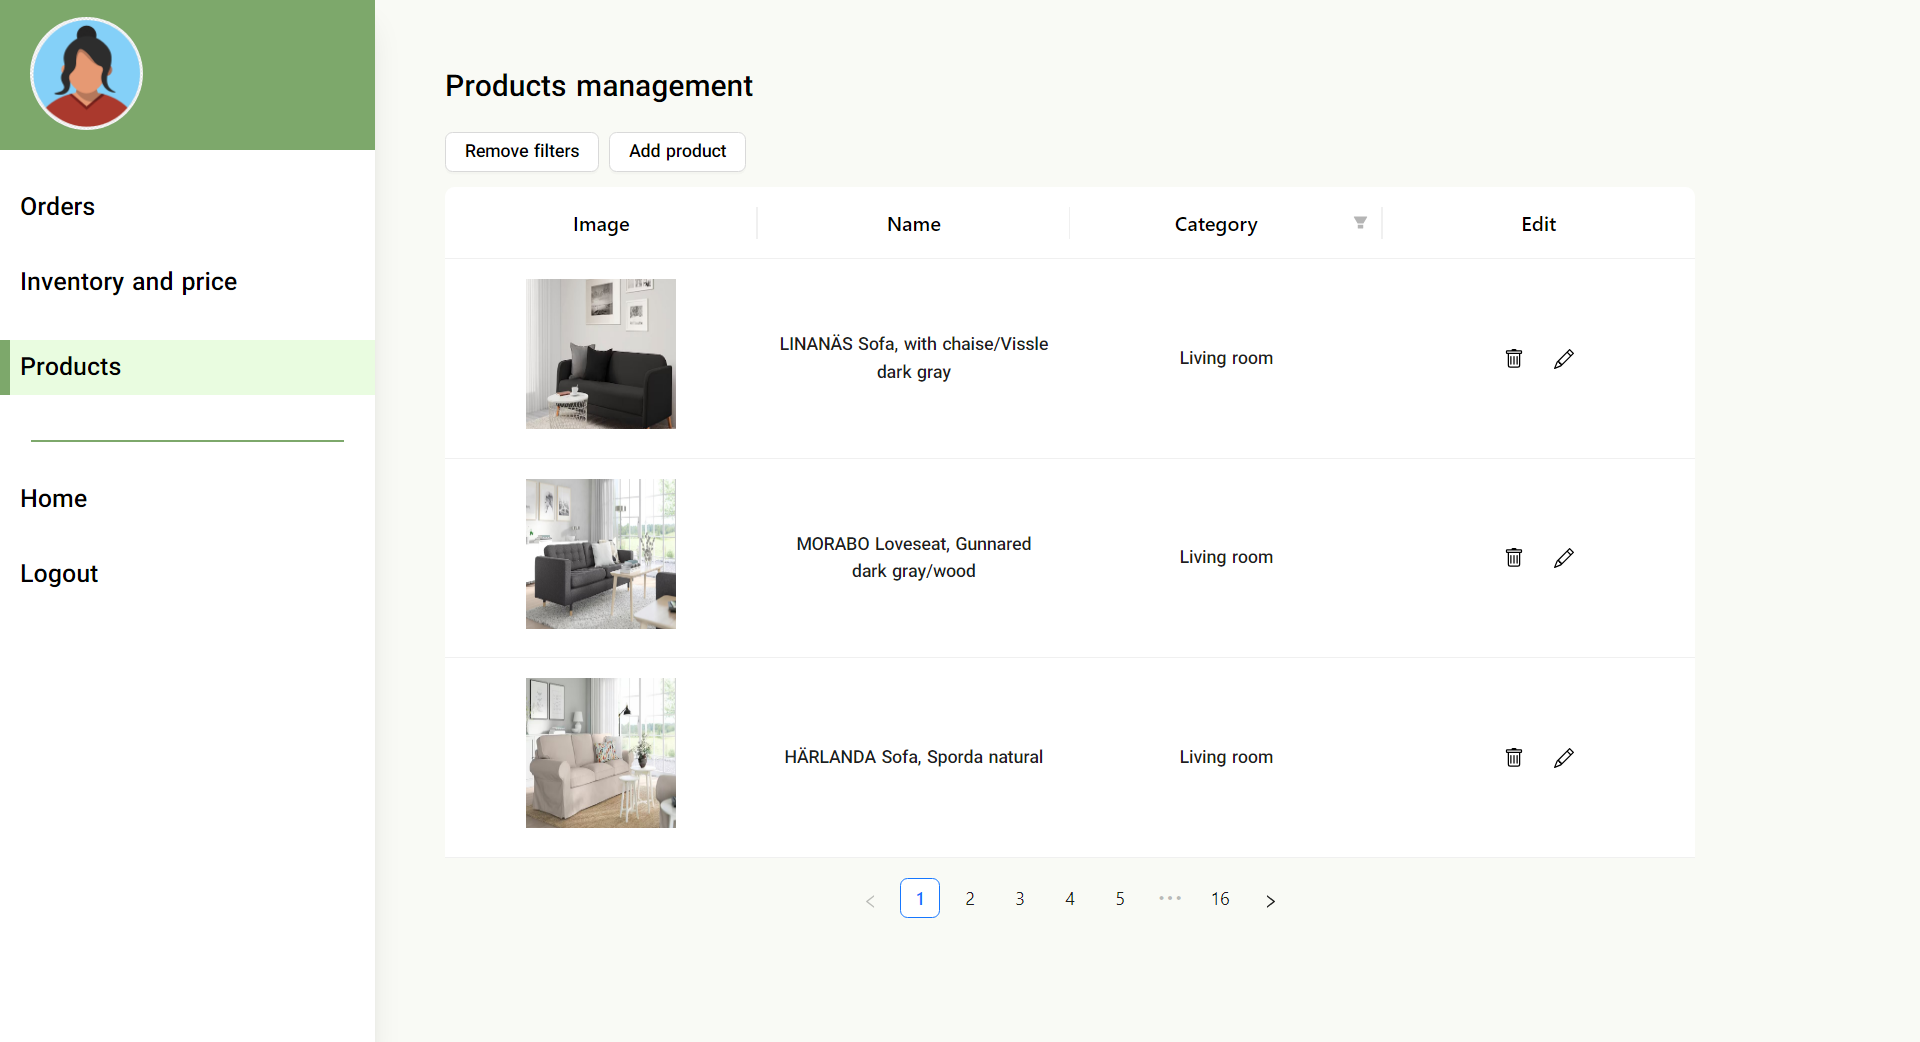 Products management
Remove filters
Add product
Orders
Inventory and price
Products
Home
Logout
Image
Name
Category
Edit
LINANÄS Sofa, with chaise/Vissle
dark gray
Living room
MORABO Loveseat, Gunnared
dark gray/wood
Living room
HÄRLANDA Sofa, Sporda natural
Living room
< 1 2 3 4 5 ••• 16 >